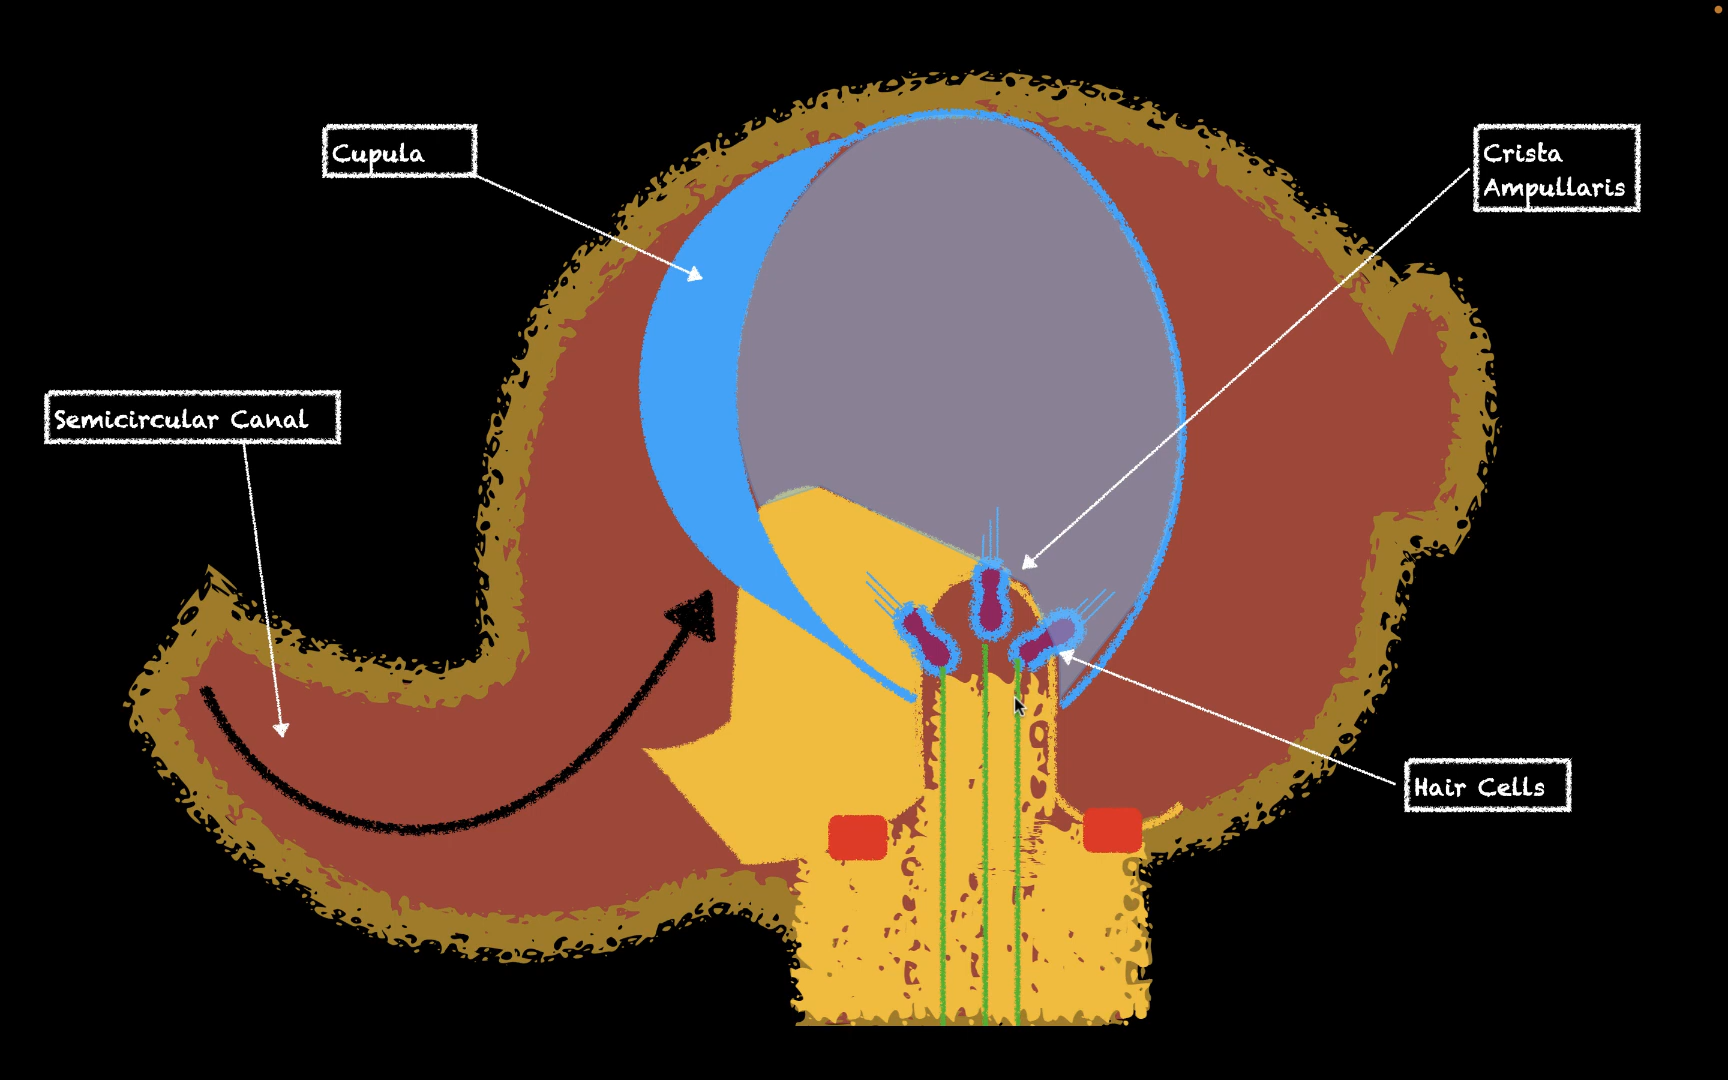 Cupula
Crista
Ampullaris
Semicircular Canal
Hair Cells